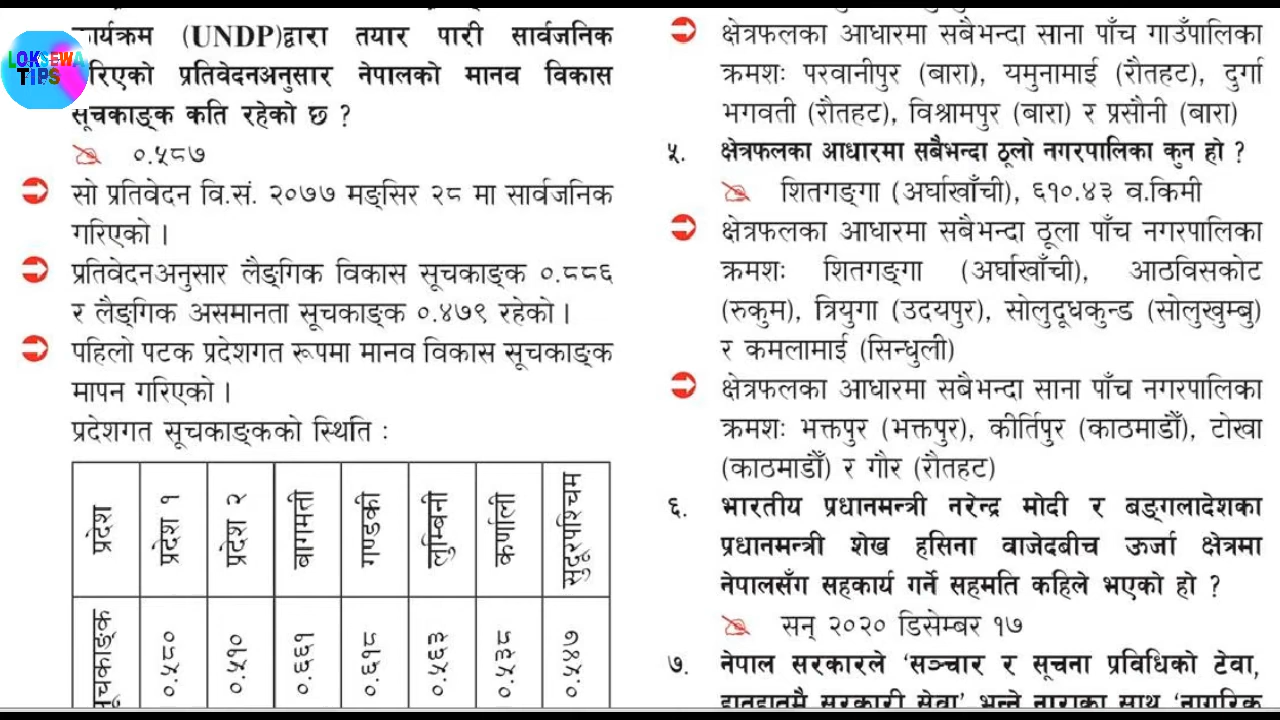 LOKSEWA
TIPS
कार्यक्रम (UNDP)द्वारा तयार पारी सार्वजनिक
गरिएको प्रतिवेदनअनुसार नेपालको मानव विकास
सूचकाङ्क कति रहेको छ ?
०.५८७
सो प्रतिवेदन वि.सं. २०७७ मङ्सिर २८ मा सार्वजनिक
गरिएको ।
प्रतिवेदनअनुसार लैङ्गिक विकास सूचकाङ्क ०.८८६
र लैङ्गिक असमानता सूचकाङ्क ०.४७९ रहेको ।
पहिलो पटक प्रदेशगत रूपमा मानव विकास सूचकाङ्क
मापन गरिएको ।
प्रदेशगत सूचकाङ्कको स्थिति :
प्रदेश प्रदेश १ प्रदेश २ वागमती गण्डकी लुम्बिनी कर्णाली सुदूरपश्चिम
सूचकाङ्क ०.५८० ०.५१० ०.६६१ ०.६१८ ०.५६३ ०.५३८ ०.५४७
क्षेत्रफलका आधारमा सबैभन्दा साना पाँच गाउँपालिका
क्रमशः परवानीपुर (बारा), यमुनामाई (रौतहट), दुर्गा
भगवती (रौतहट), विश्रामपुर (बारा) र प्रसौनी (बारा)
५. क्षेत्रफलका आधारमा सबैभन्दा ठूलो नगरपालिका कुन हो ?
शितगङ्गा (अर्घाखाँची), ६१०.४३ व.किमी
क्षेत्रफलका आधारमा सबैभन्दा ठूला पाँच नगरपालिका
क्रमशः शितगङ्गा (अर्घाखाँची), आठविसकोट
(रुकुम), त्रियुगा (उदयपुर), सोलुदूधकुन्ड (सोलुखुम्बु)
र कमलामाई (सिन्धुली)
क्षेत्रफलका आधारमा सबैभन्दा साना पाँच नगरपालिका
क्रमशः भक्तपुर (भक्तपुर), कीर्तिपुर (काठमाडौँ), टोखा
(काठमाडौँ) र गौर (रौतहट)
६. भारतीय प्रधानमन्त्री नरेन्द्र मोदी र बङ्गलादेशका
प्रधानमन्त्री शेख हसिना वाजेदबीच ऊर्जा क्षेत्रमा
नेपालसँग सहकार्य गर्ने सहमति कहिले भएको हो ?
सन् २०२० डिसेम्बर १७
७. नेपाल सरकारले 'सञ्चार र सूचना प्रविधिको टेवा,
हातहातमै सरकारी सेवा' भन्ने नाराका साथ 'नागरिक